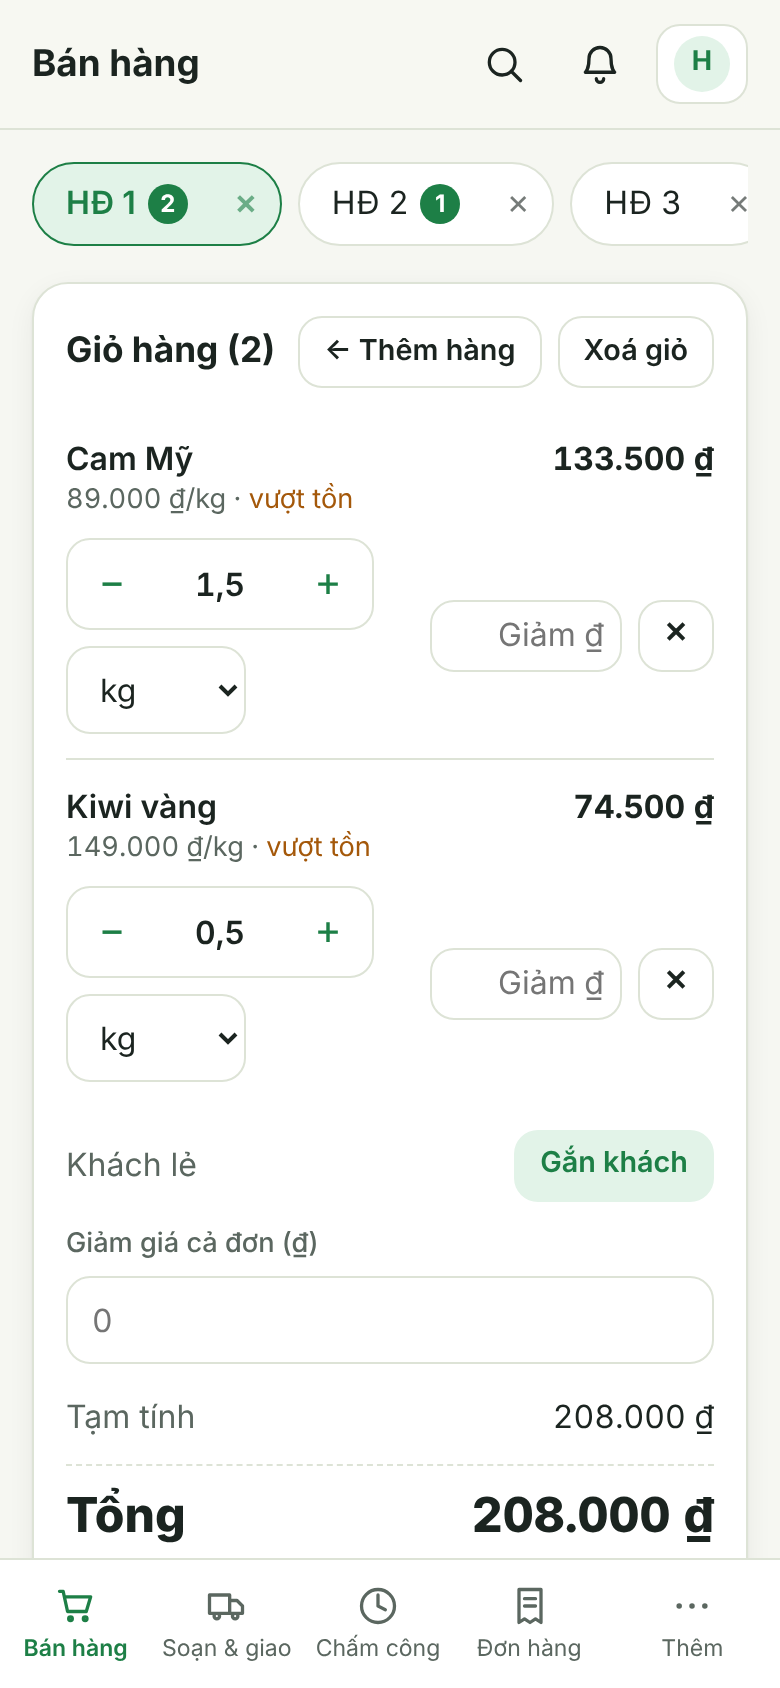 Bán hàng
H
HĐ 1 2 ×
HĐ 2 1 ×
HĐ 3 ×
Giỏ hàng (2)
← Thêm hàng
Xoá giỏ
Cam Mỹ 133.500 ₫
89.000 ₫/kg · vượt tồn
− 1,5 +
Giảm ₫ ×
kg
Kiwi vàng 74.500 ₫
149.000 ₫/kg · vượt tồn
− 0,5 +
Giảm ₫ ×
kg
Khách lẻ
Gắn khách
Giảm giá cả đơn (₫)
0
Tạm tính 208.000 ₫
Tổng 208.000 ₫
Bán hàng
Soạn & giao
Chấm công
Đơn hàng
Thêm